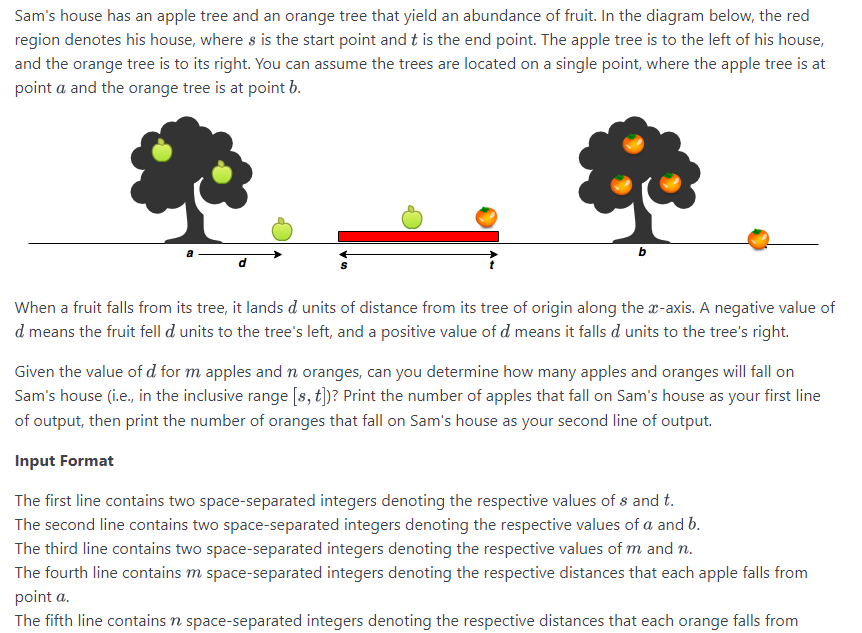 Sam's house has an apple tree and an orange tree that yield an abundance of fruit. In the diagram below, the red
region denotes his house, where s is the start point and t is the end point. The apple tree is to the left of his house,
and the orange tree is to its right. You can assume the trees are located on a single point, where the apple tree is at
point a and the orange tree is at point b.
a
d
s
t
b
When a fruit falls from its tree, it lands d units of distance from its tree of origin along the x-axis. A negative value of
d means the fruit fell d units to the tree's left, and a positive value of d means it falls d units to the tree's right.
Given the value of d for m apples and n oranges, can you determine how many apples and oranges will fall on
Sam's house (i.e., in the inclusive range [s, t])? Print the number of apples that fall on Sam's house as your first line
of output, then print the number of oranges that fall on Sam's house as your second line of output.
Input Format
The first line contains two space-separated integers denoting the respective values of s and t.
The second line contains two space-separated integers denoting the respective values of a and b.
The third line contains two space-separated integers denoting the respective values of m and n.
The fourth line contains m space-separated integers denoting the respective distances that each apple falls from
point a.
The fifth line contains n space-separated integers denoting the respective distances that each orange falls from